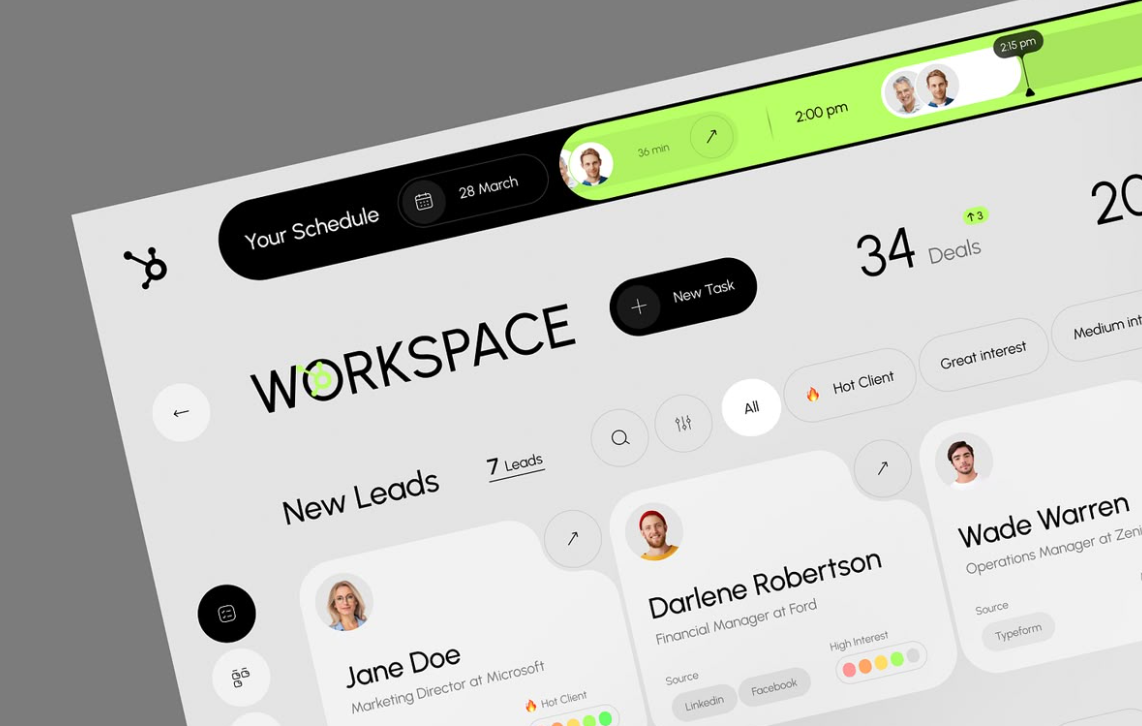 2:15 pm
2:00 pm
36 min
28 March
Your Schedule
20
3
34 Deals
New Task
WORKSPACE
Medium int
Great interest
Hot Client
All
7 Leads
New Leads
Wade Warren
Operations Manager at Zeni
Source
Typeform
Darlene Robertson
Financial Manager at Ford
High Interest
Source
Linkedin
Facebook
Jane Doe
Marketing Director at Microsoft
Hot Client